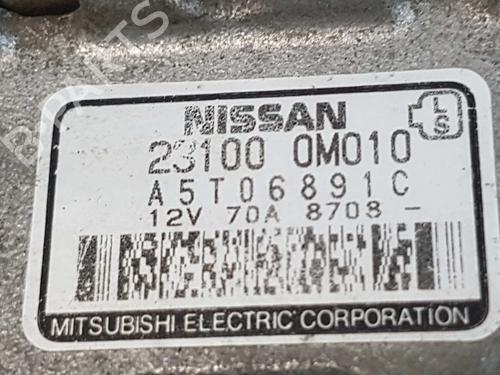 NISSAN
L
S
23100 0M010
A5T06891C
12V 70A 8708 -
MITSUBISHI ELECTRIC CORPORATION